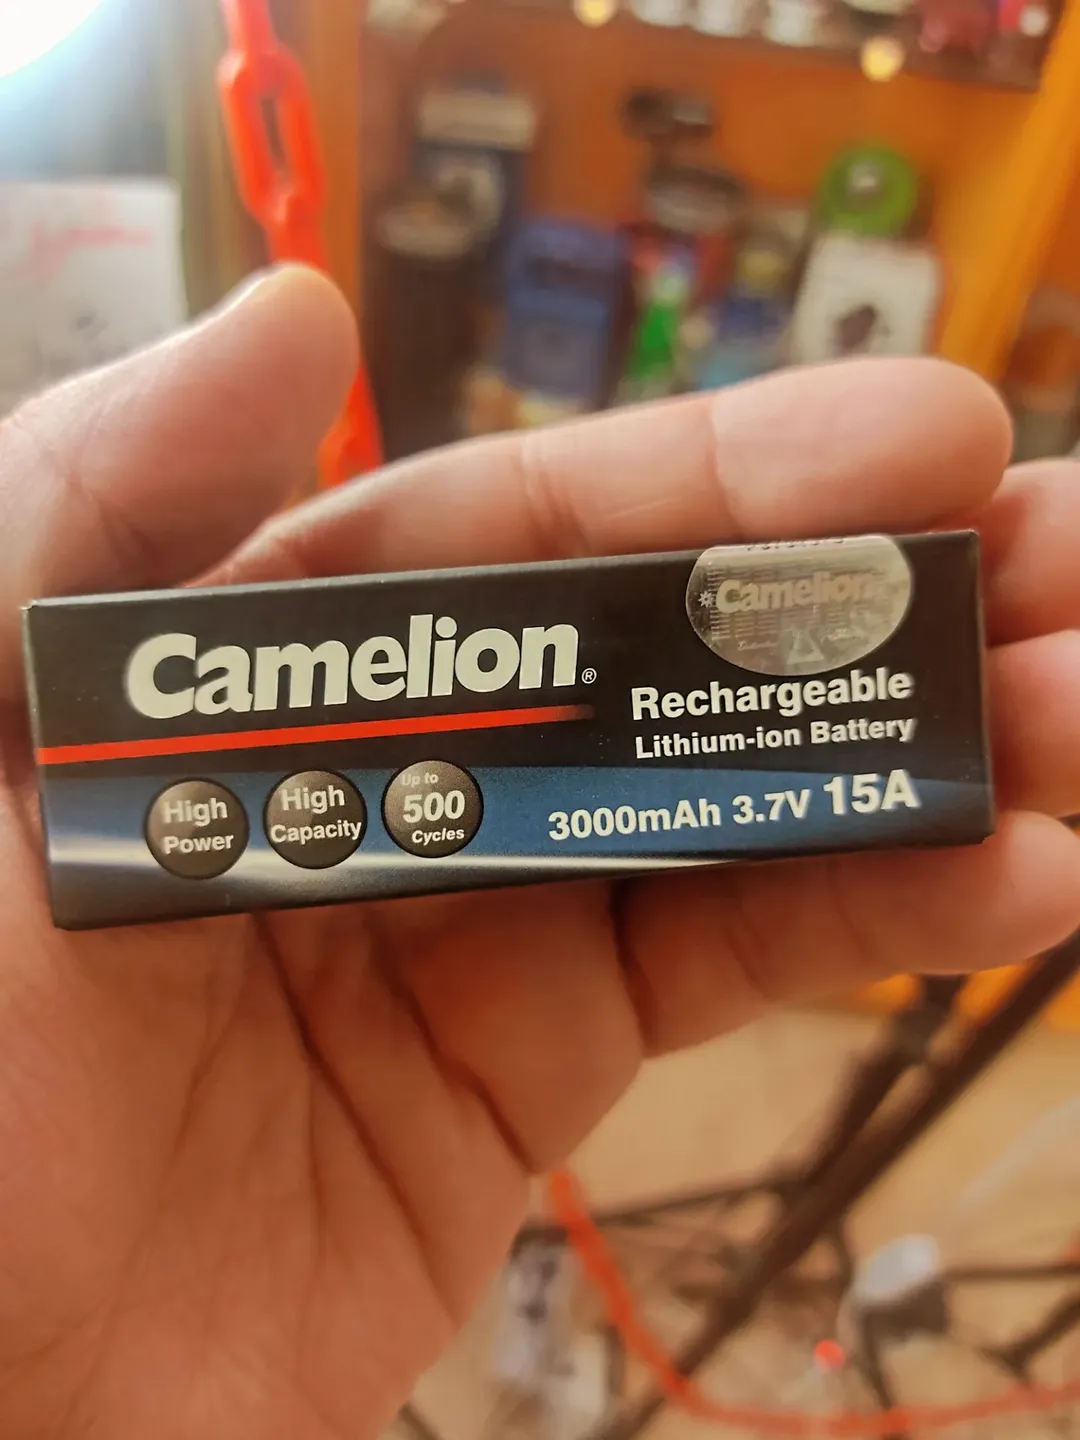 Camelion®
Camelion
Rechargeable
Lithium-ion Battery
High
Power
High
Capacity
Up to
500
Cycles
3000mAh 3.7V 15A